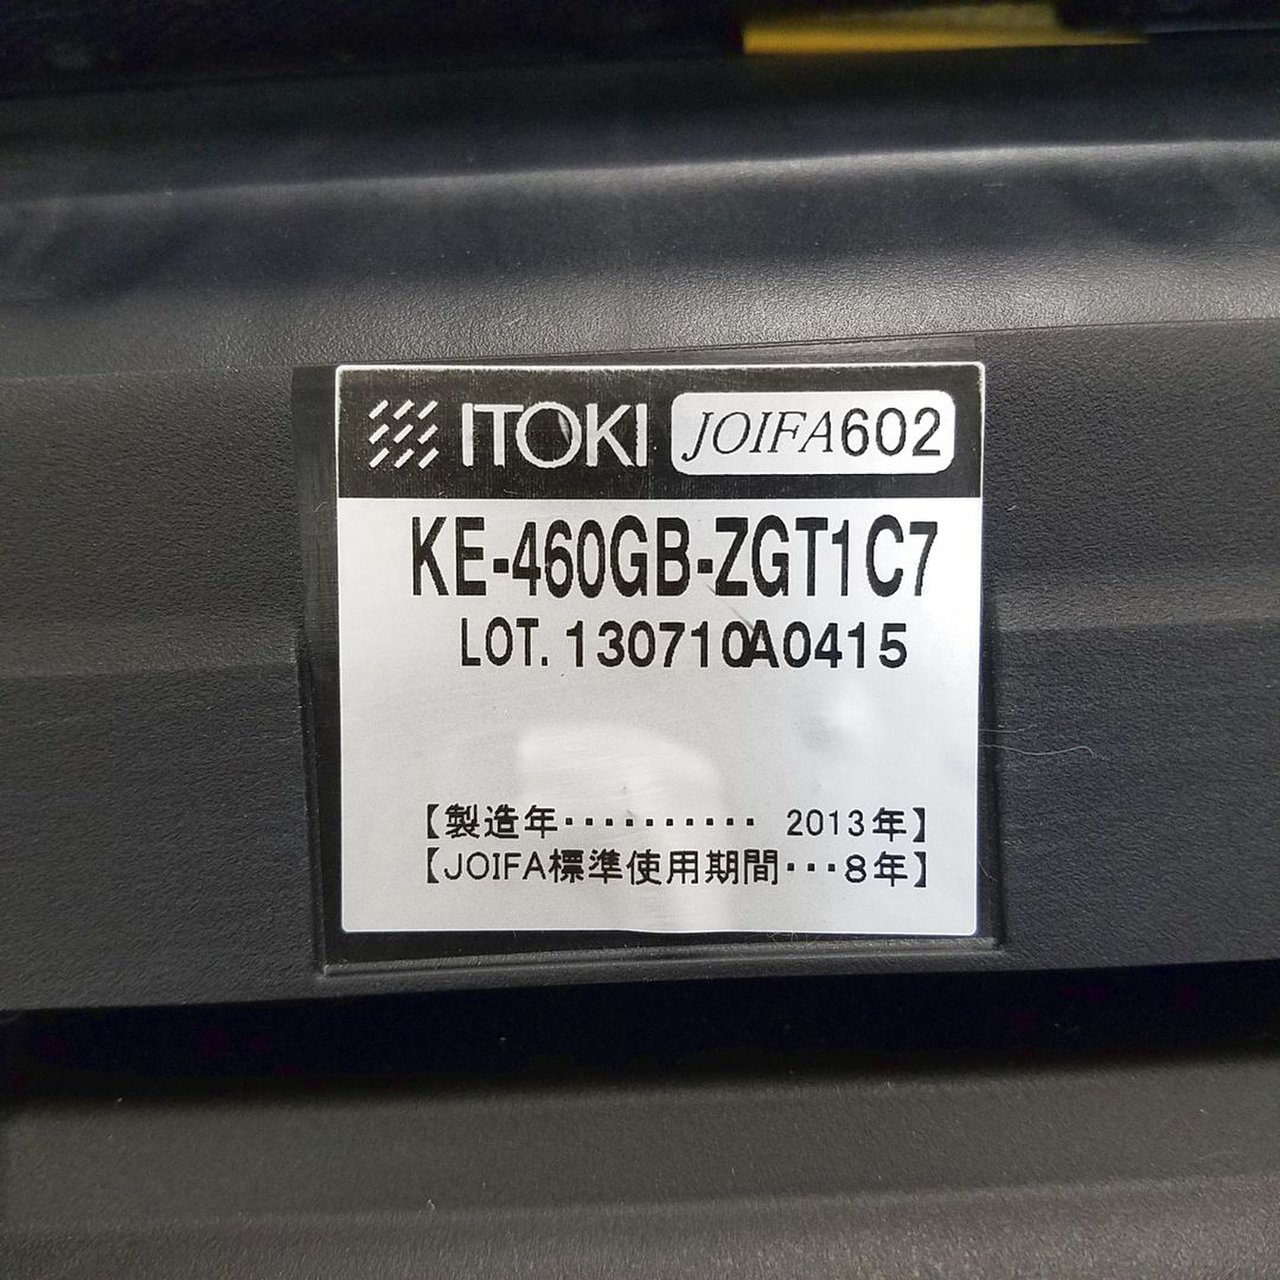 ITOKI JOIFA602
KE-460GB-ZGT1C7
LOT. 130710A0415
【製造年･･････････ 2013年】
【JOIFA標準使用期間･･･8年】